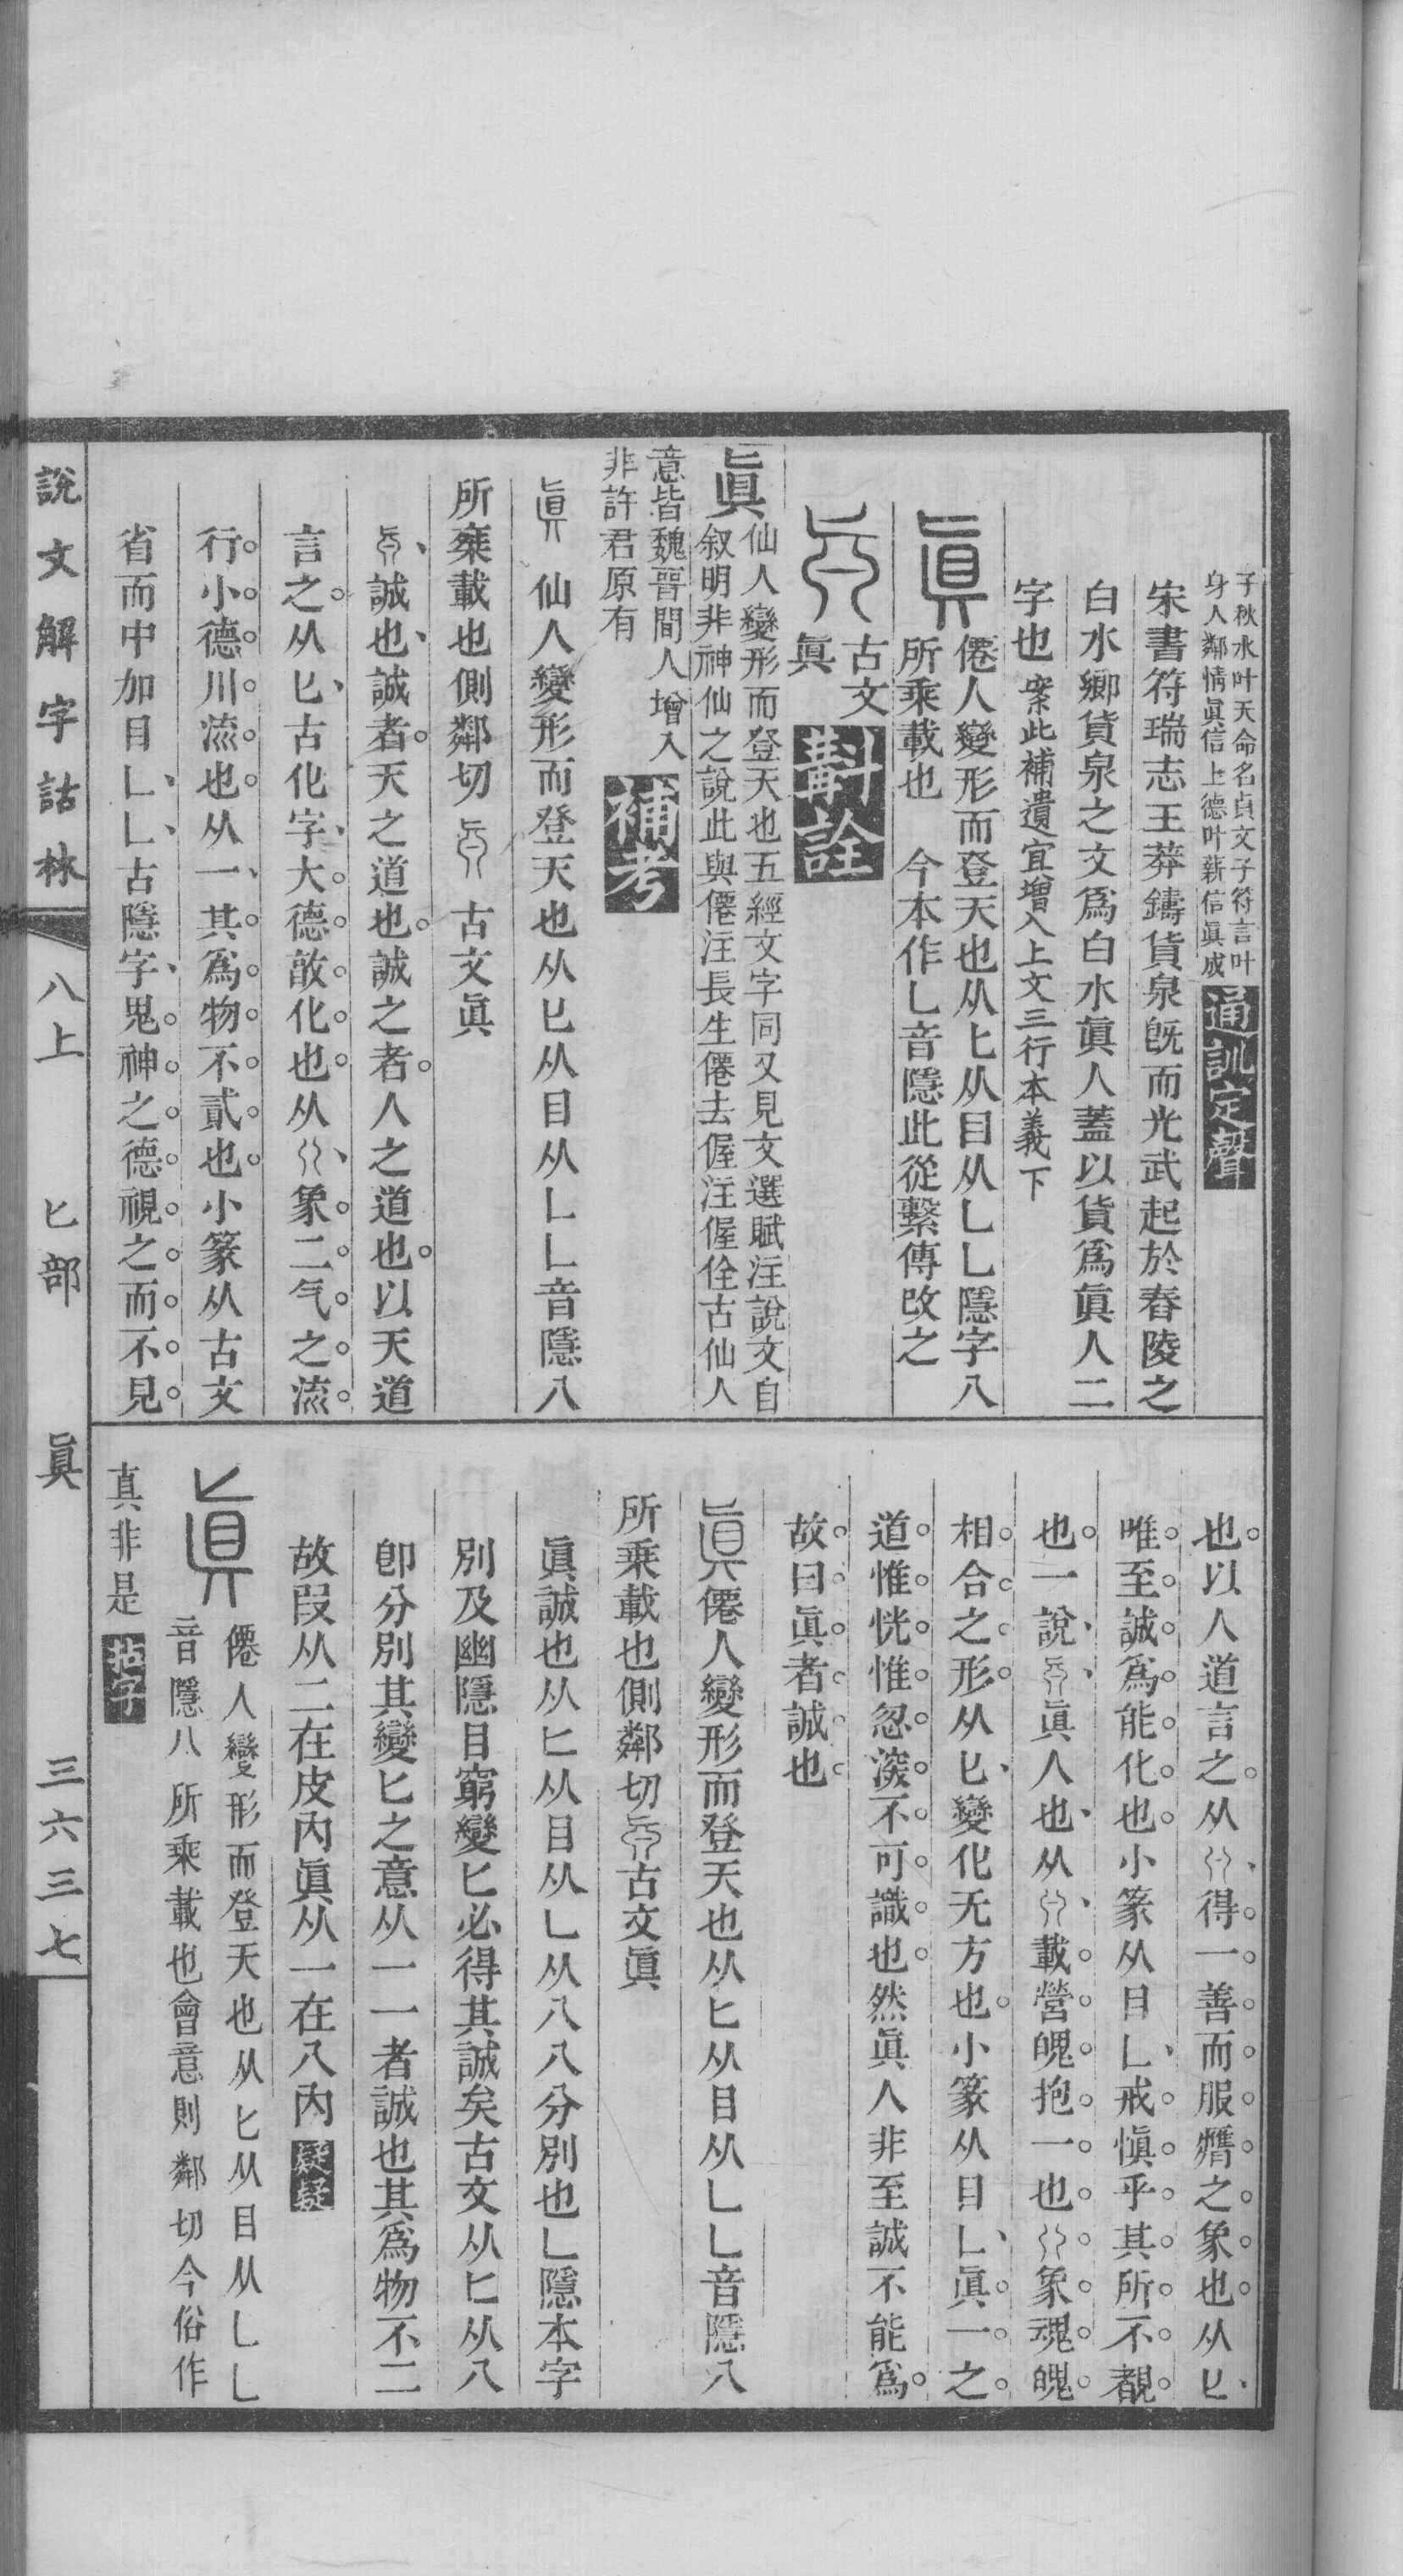 子秋水叶天命名貞文子符言叶
身人鄰情眞信上德叶薪信眞成
通訓定聲
宋書符瑞志王莽鑄貨泉旣而光武起於舂陵之
白水鄉貨泉之文爲白水眞人蓋以貨爲眞人二
字也
案此補遺宜增入上文三行本義下
眞
僊人變形而登天也从匕从目从乚乚隱字八
所乘載也 今本作乚音隱此從繫傳改之
古文
眞
斠詮
眞
仙人變形而登天也五經文字同又見文選賦注說文自
叙明非神仙之說此與僊注長生僊去偓注偓佺古仙人
意皆魏晉間人增入
非許君原有
補考
眞 仙人變形而登天也从匕从目从乚乚音隱八
所椉載也側鄰切 古文眞
誠也誠者天之道也誠之者人之道也以天道
言之从匕古化字大德敦化也从 象二气之流
行小德川流也从一其爲物不貳也小篆从古文
省而中加目乚乚古隱字鬼神之德視之而不見
也以人道言之从 得一善而服膺之象也从匕
唯至誠爲能化也小篆从目乚戒愼乎其所不覩
也一說 眞人也从 載營魄抱一也 象魂魄
相合之形从匕變化无方也小篆从目乚眞一之
道惟恍惟忽深不可識也然眞人非至誠不能爲
故曰眞者誠也
眞僊人變形而登天也从匕从目从乚乚音隱八
所乘載也側鄰切 古文眞
眞誠也从匕从目从乚从八八分別也乚隱本字
別及幽隱目窮變匕必得其誠矣古文从匕从八
卽分別其變匕之意从一一者誠也其爲物不二
故叚从二在皮內眞从一在八內
疑疑
眞
僊人變形而登天也从匕从目从乚乚
音隱八所乘載也會意則鄰切今俗作
真非是
說文解字詁林
八上
匕部
眞
三六三七